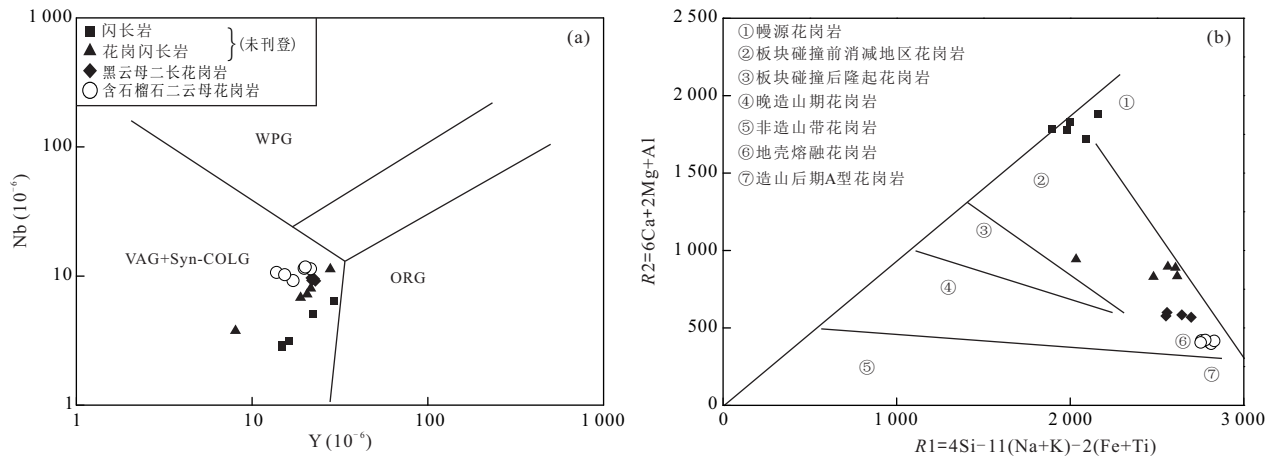 1 000
100
10
1
Nb (10⁻⁶)
闪长岩
花岗闪长岩
(未刊登)
黑云母二长花岗岩
含石榴石二云母花岗岩
(a)
WPG
VAG+Syn-COLG
ORG
1
10
100
1 000
Y (10⁻⁶)
2 500
2 000
1 500
1 000
500
0
R2=6Ca+2Mg+Al
(b)
①幔源花岗岩
②板块碰撞前消减地区花岗岩
③板块碰撞后隆起花岗岩
④晚造山期花岗岩
⑤非造山带花岗岩
⑥地壳熔融花岗岩
⑦造山后期A型花岗岩
①
②
③
④
⑤
⑥
⑦
0
1 000
2 000
3 000
R1=4Si-11(Na+K)-2(Fe+Ti)